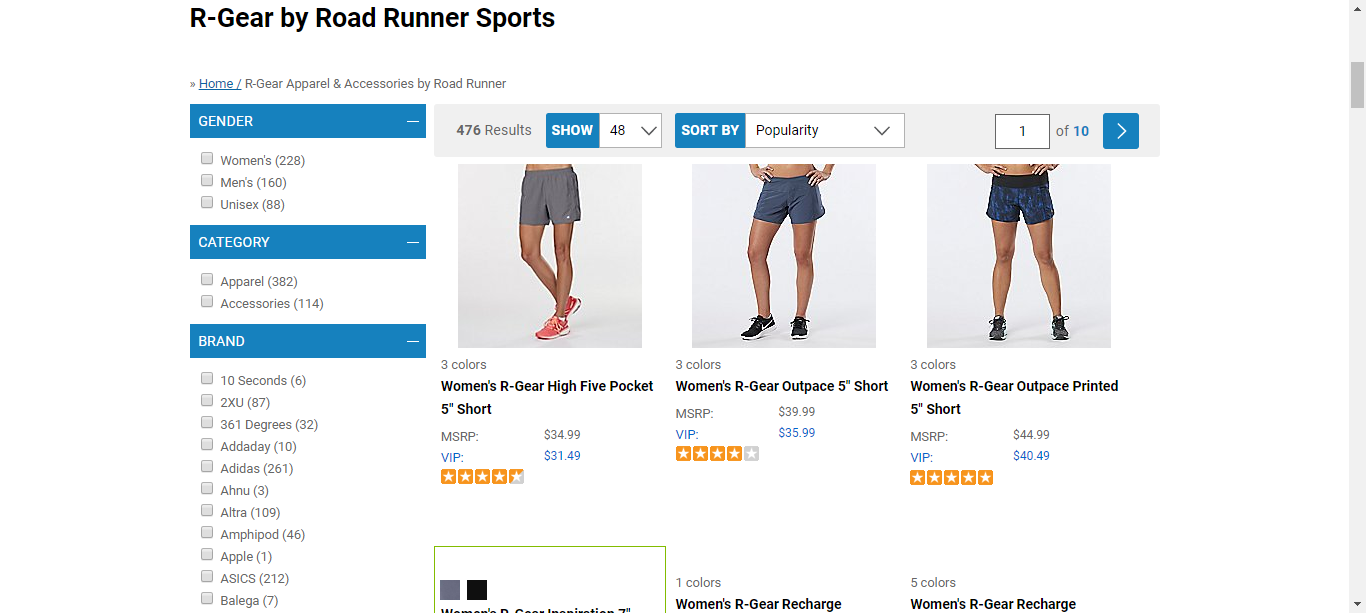 R-Gear by Road Runner Sports
» Home / R-Gear Apparel & Accessories by Road Runner
GENDER
Women's (228)
Men's (160)
Unisex (88)
CATEGORY
Apparel (382)
Accessories (114)
BRAND
10 Seconds (6)
2XU (87)
361 Degrees (32)
Addaday (10)
Adidas (261)
Ahnu (3)
Altra (109)
Amphipod (46)
Apple (1)
ASICS (212)
Balega (7)
476 Results SHOW 48 SORT BY Popularity 1 of 10
3 colors
Women's R-Gear High Five Pocket
5" Short
MSRP: $34.99
VIP: $31.49
3 colors
Women's R-Gear Outpace 5" Short
MSRP: $39.99
VIP: $35.99
3 colors
Women's R-Gear Outpace Printed
5" Short
MSRP: $44.99
VIP: $40.49
Women's R-Gear Inspiration 7"
1 colors
Women's R-Gear Recharge
5 colors
Women's R-Gear Recharge